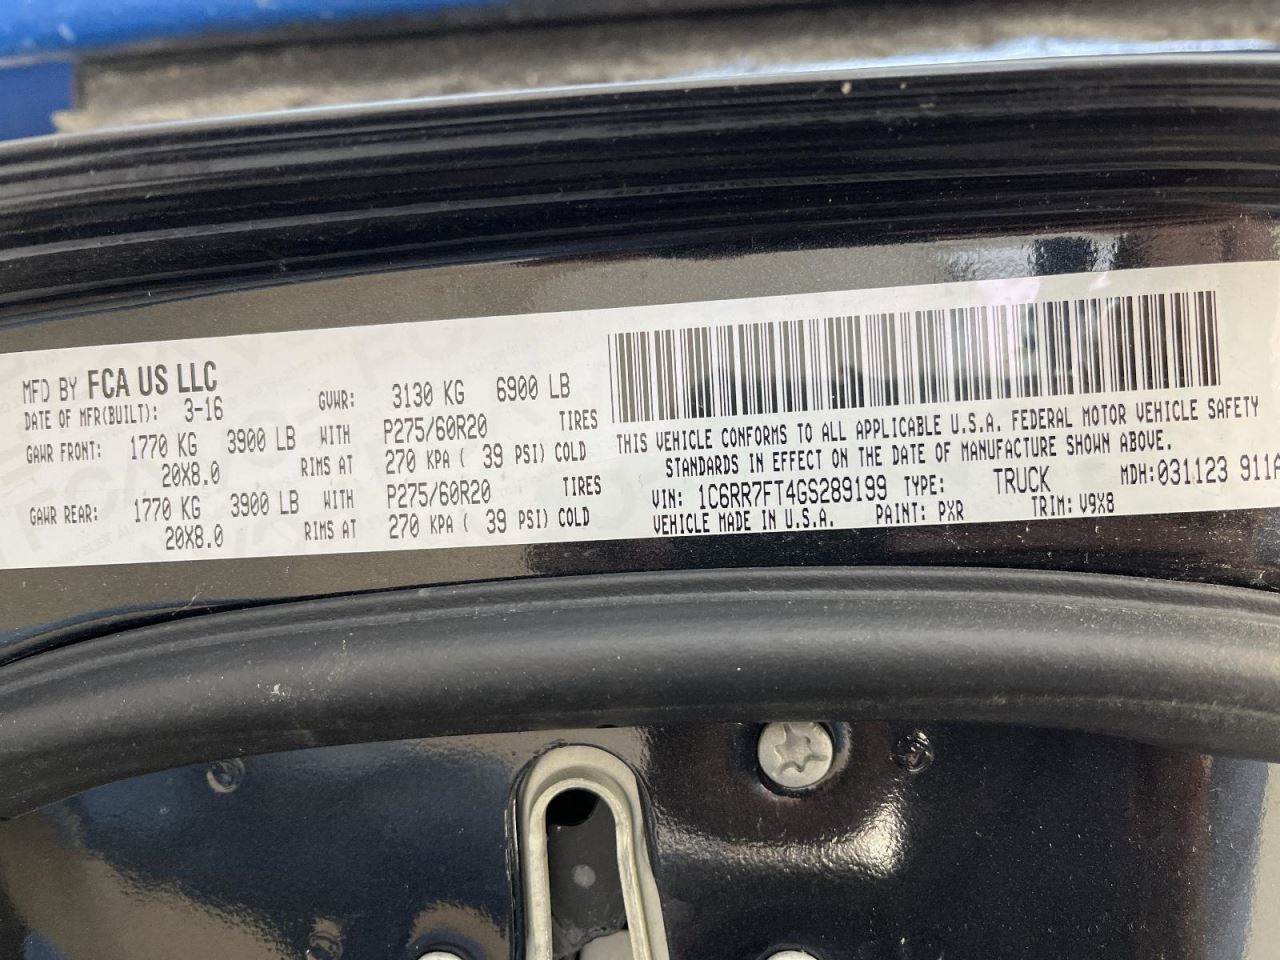 MFD BY FCA US LLC
DATE OF MFR(BUILT): 3-16 GVWR: 3130 KG 6900 LB
GAWR FRONT: 1770 KG 3900 LB WITH P275/60R20 TIRES
20X8.0 RIMS AT 270 KPA ( 39 PSI) COLD
GAWR REAR: 1770 KG 3900 LB WITH P275/60R20 TIRES
20X8.0 RIMS AT 270 KPA ( 39 PSI) COLD
THIS VEHICLE CONFORMS TO ALL APPLICABLE U.S.A. FEDERAL MOTOR VEHICLE SAFETY
STANDARDS IN EFFECT ON THE DATE OF MANUFACTURE SHOWN ABOVE.
VIN: 1C6RR7FT4GS289199 TYPE: TRUCK MDH: 031123 911A
VEHICLE MADE IN U.S.A. PAINT: PXR TRIM: V9X8